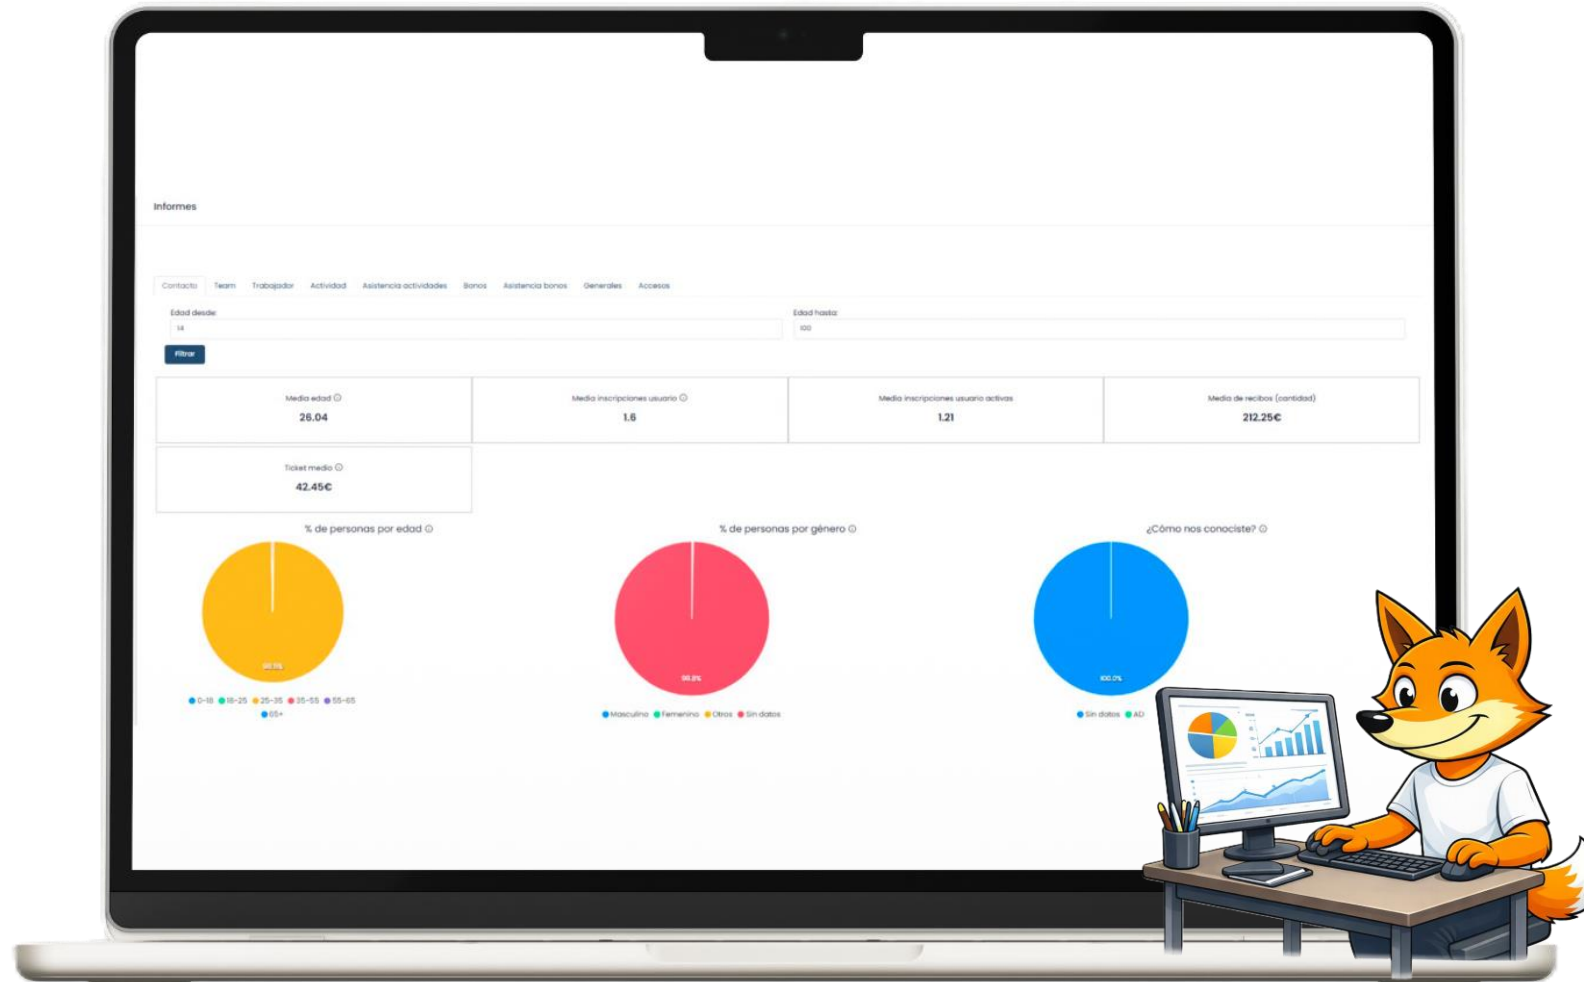 Informes
Contacto Team Trabajador Actividad Asistencia actividades Bonos Asistencia bonos Generales Accesos
Edad desde: Edad hasta:
14 100
Filtrar
Media edad Media inscripciones usuario Media inscripciones usuario activas Media de recibos (cantidad)
26.04 1.6 1.21 212.25€
Ticket medio
42.45€
% de personas por edad % de personas por género ¿Cómo nos conociste?
99.8% 100.0%
0-18 18-25 25-35 35-55 55-65
65+
Masculino Femenino Otros Sin datos Sin datos AD